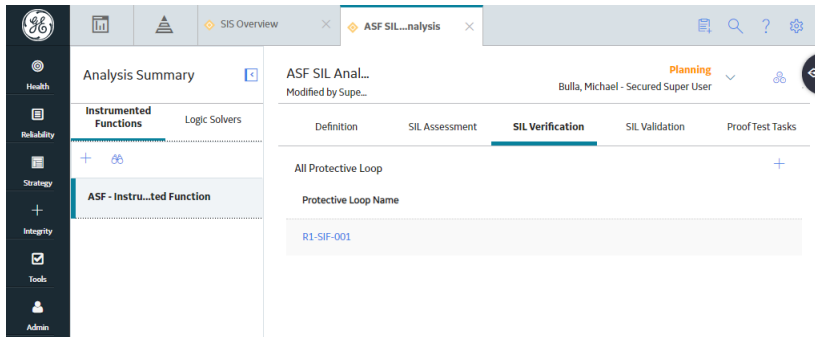 SIS Overview
ASF SIL...nalysis
Health
Reliability
Strategy
Integrity
Tools
Admin
Analysis Summary
Instrumented
Functions
Logic Solvers
ASF - Instru...ted Function
ASF SIL Anal...
Modified by Supe...
Planning
Bulla, Michael - Secured Super User
Definition
SIL Assessment
SIL Verification
SIL Validation
Proof Test Tasks
All Protective Loop
Protective Loop Name
R1-SIF-001